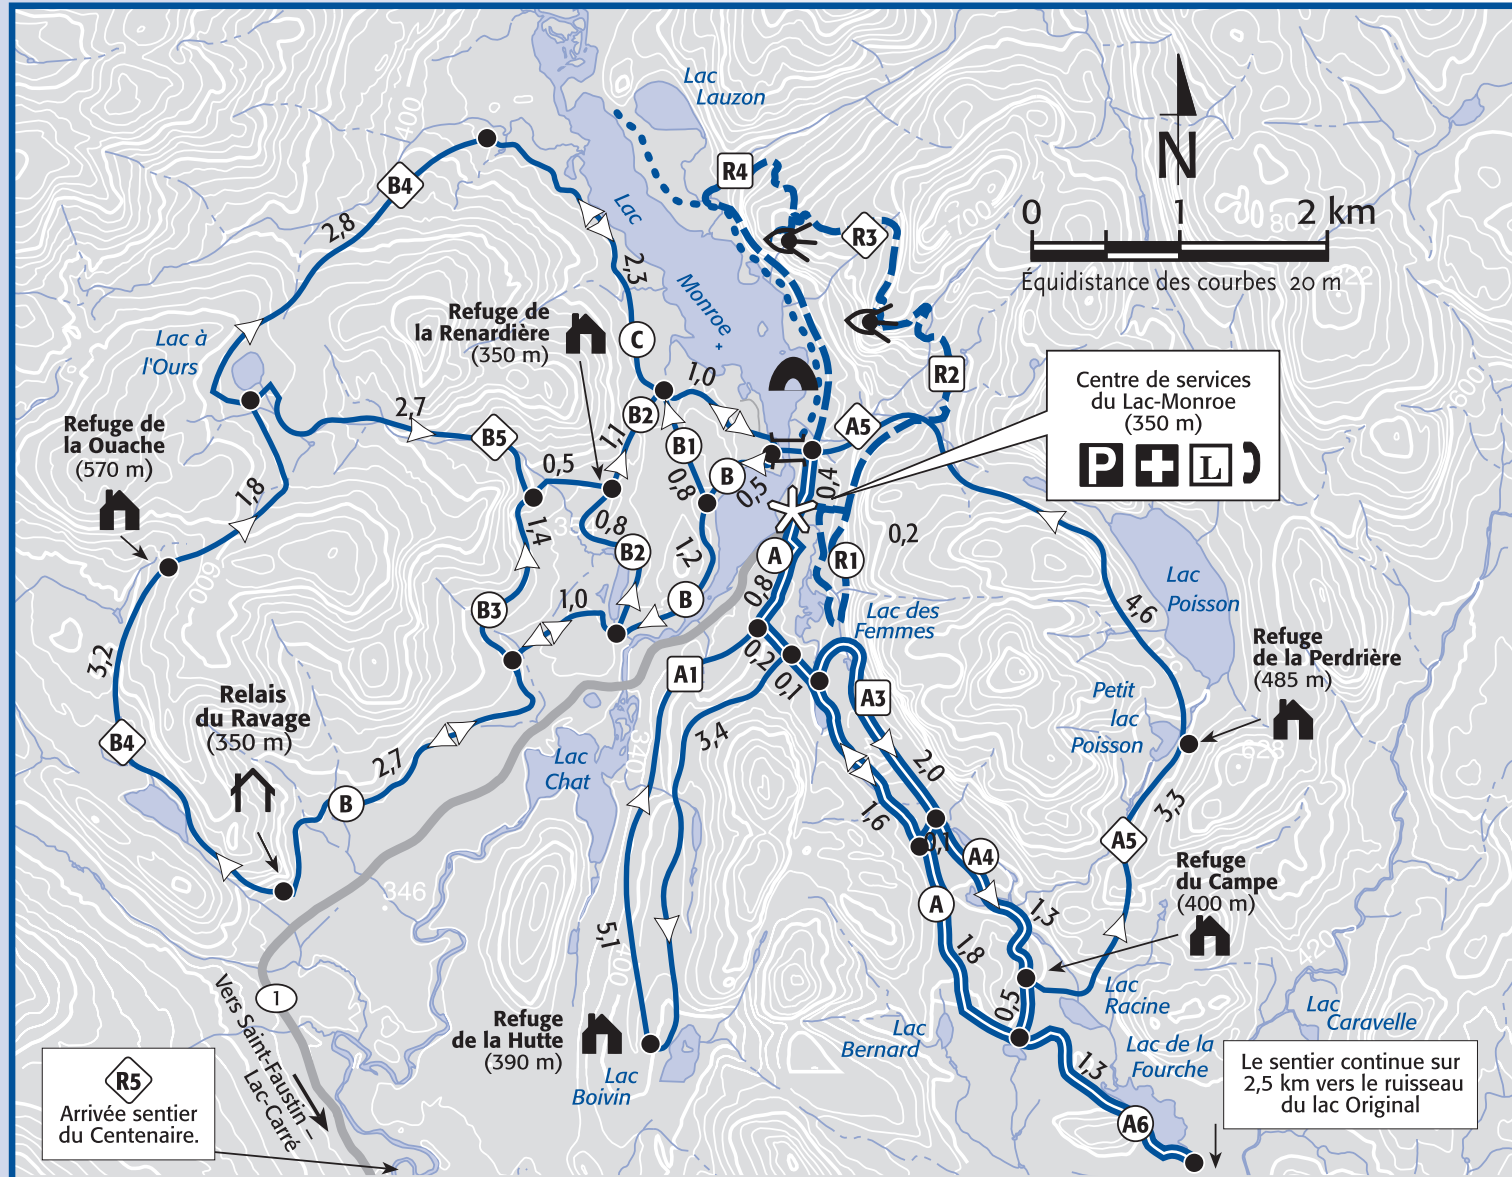 Lac
Lauzon
400
R4
B4
N
Lac
2,8
R3
700
0
1
2 km
80
Équidistance des courbes 20 m
2,3
Monroe
Refuge de
la Renardière
(350 m)
Lac à
l'Ours
C
1,0
R2
Centre de services
du Lac-Monroe
(350 m)
P
L
600
2,7
B2
A5
Refuge de
la Ouache
(570 m)
B5
1,1
B1
B
0,5
0,8
0,5
0,4
1,8
1,4
0,8
0,2
B2
1,2
A
R1
600
Lac
Poisson
B3
1,0
B
0,8
Lac des
Femmes
4,6
3,2
0,2
0,1
A1
A3
Refuge
de la Perdrière
(485 m)
Relais
du Ravage
(350 m)
Petit
lac
Poisson
B4
340
3,4
628
Lac
Chat
2,7
2,0
B
1,6
0,1
3,3
A4
A5
Refuge
du Campe
(400 m)
346
A
1,3
5,1
1,8
400
Vers Saint-Faustin –
Lac-Carré
1
0,5
Lac
Racine
Lac
Caravelle
Refuge
de la Hutte
(390 m)
Lac
Bernard
Lac de la
Fourche
Lac
Boivin
1,3
R5
Arrivée sentier
du Centenaire.
Le sentier continue sur
2,5 km vers le ruisseau
du lac Original
A6